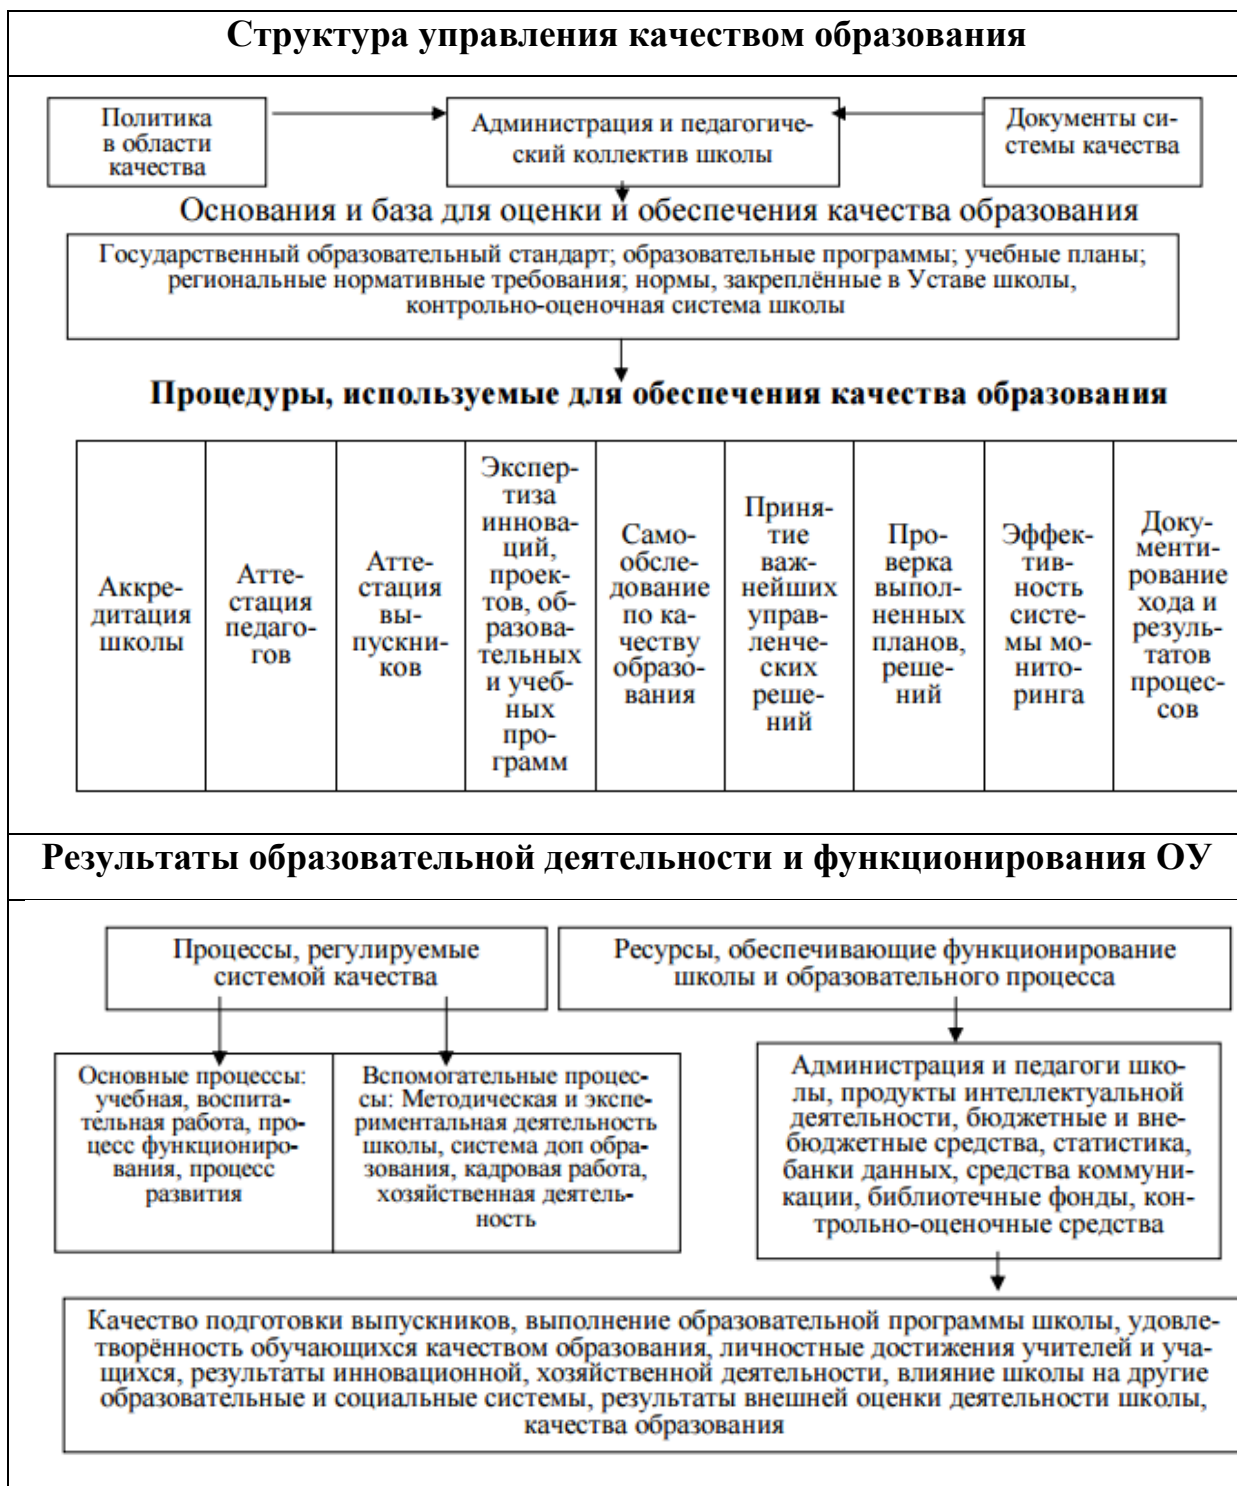 Структура управления качеством образования
Политика
в области
качества
Администрация и педагогиче-
ский коллектив школы
Документы си-
стемы качества
Основания и база для оценки и обеспечения качества образования
Государственный образовательный стандарт; образовательные программы; учебные планы;
региональные нормативные требования; нормы, закреплённые в Уставе школы,
контрольно-оценочная система школы
Процедуры, используемые для обеспечения качества образования
Аккре-
дитация
школы
Атте-
стация
педаго-
гов
Атте-
стация
вы-
пускни-
ков
Экспер-
тиза
иннова-
ций,
проек-
тов, об-
разова-
тельных
и учеб-
ных
про-
грамм
Само-
обсле-
дование
по ка-
честву
образо-
вания
Приня-
тие
важ-
нейших
управ-
ленче-
ских
реше-
ний
Про-
верка
выпол-
ненных
планов,
реше-
ний
Эффек-
тив-
ность
систе-
мы мо-
нито-
ринга
Доку-
менти-
рование
хода и
резуль-
татов
процес-
сов
Результаты образовательной деятельности и функционирования ОУ
Процессы, регулируемые
системой качества
Ресурсы, обеспечивающие функционирование
школы и образовательного процесса
Основные процессы:
учебная, воспита-
тельная работа, про-
цесс функциониро-
вания, процесс
развития
Вспомогательные процес-
сы: Методическая и экспе-
риментальная деятельность
школы, система доп образ-
зования, кадровая работа,
хозяйственная деятель-
ность
Администрация и педагоги шко-
лы, продукты интеллектуальной
деятельности, бюджетные и вне-
бюджетные средства, статистика,
банки данных, средства коммуни-
кации, библиотечные фонды, кон-
трольно-оценочные средства
Качество подготовки выпускников, выполнение образовательной программы школы, удовле-
творённость обучающихся качеством образования, личностные достижения учителей и уча-
щихся, результаты инновационной, хозяйственной деятельности, влияние школы на другие
образовательные и социальные системы, результаты внешней оценки деятельности школы,
качества образования